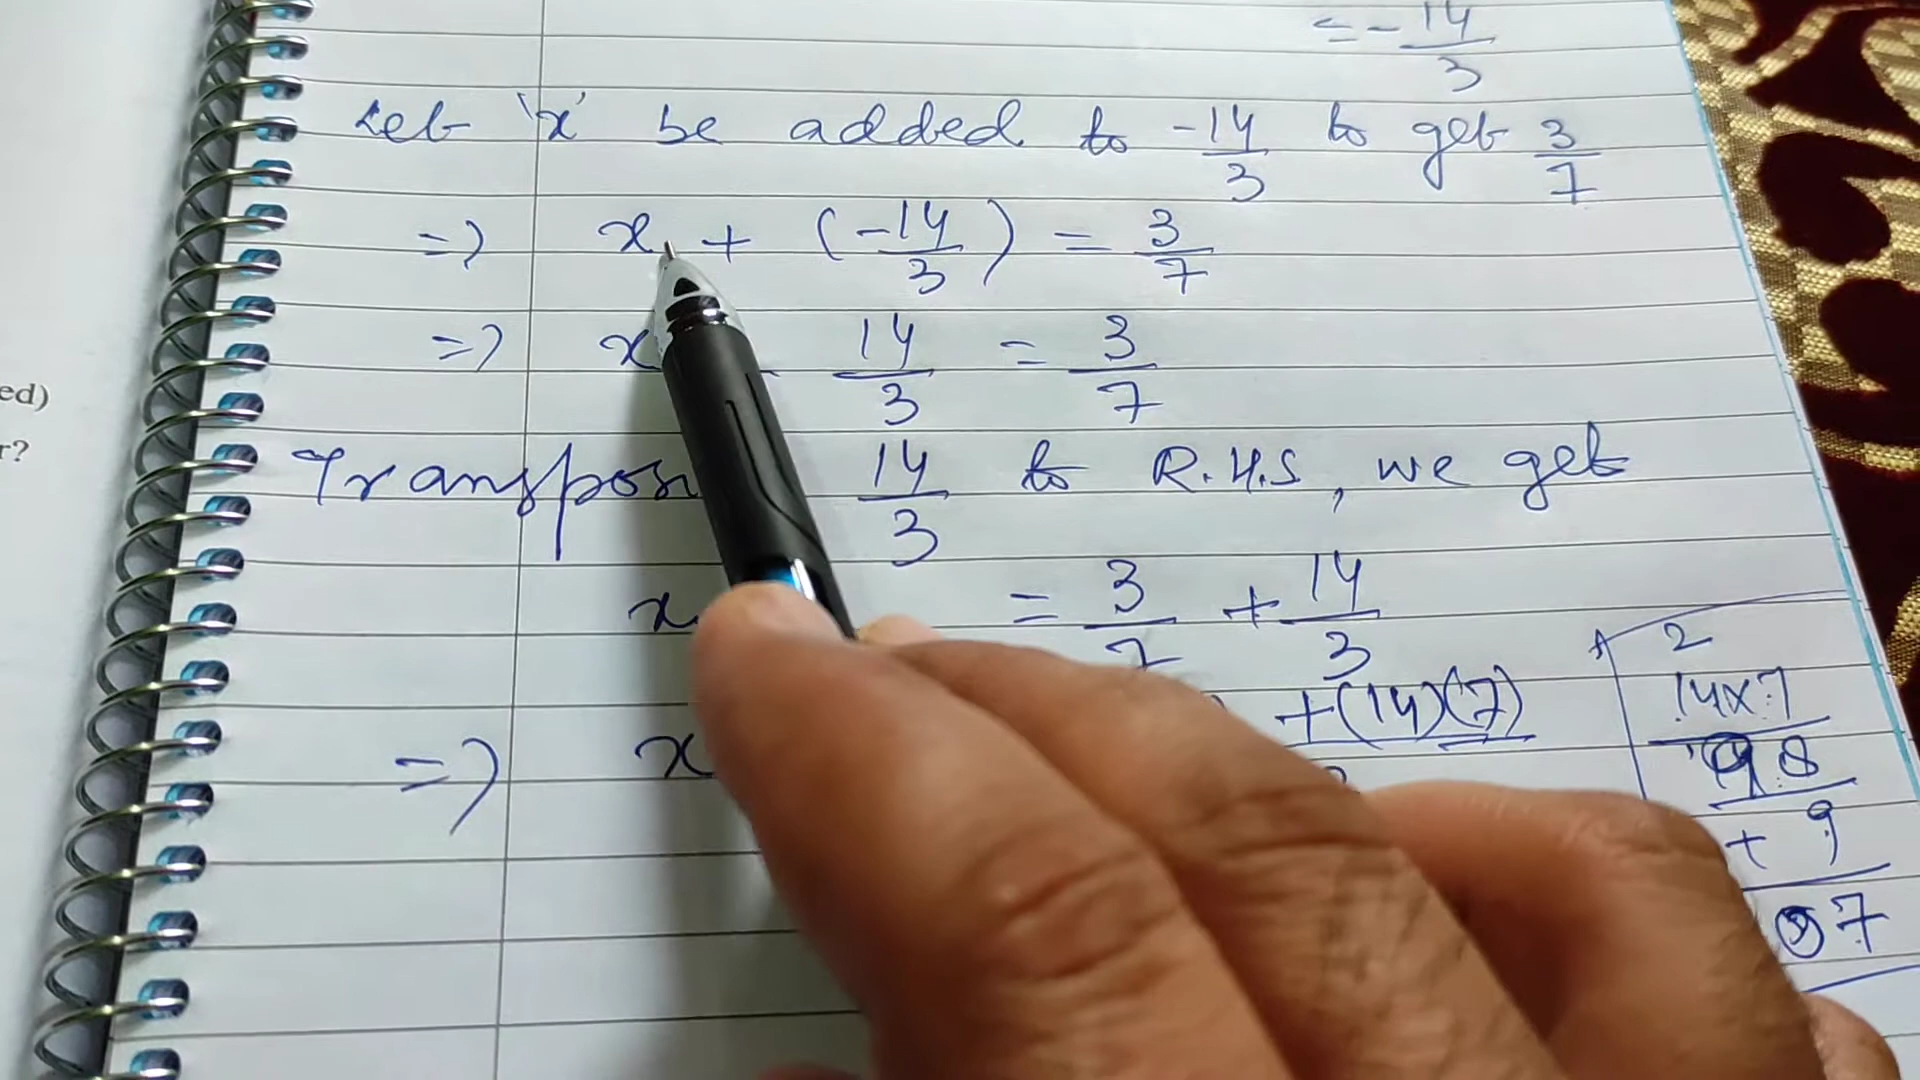 = -14/3
Let 'x' be added to -14/3 to get 3/7
=> x + (-14/3) = 3/7
=> x - 14/3 = 3/7
ed)
r?
14/3 to R.H.S, we get
x = 3/7 + 14/3
=> x +(14)(7)
2
14x7
98
+ 9
07